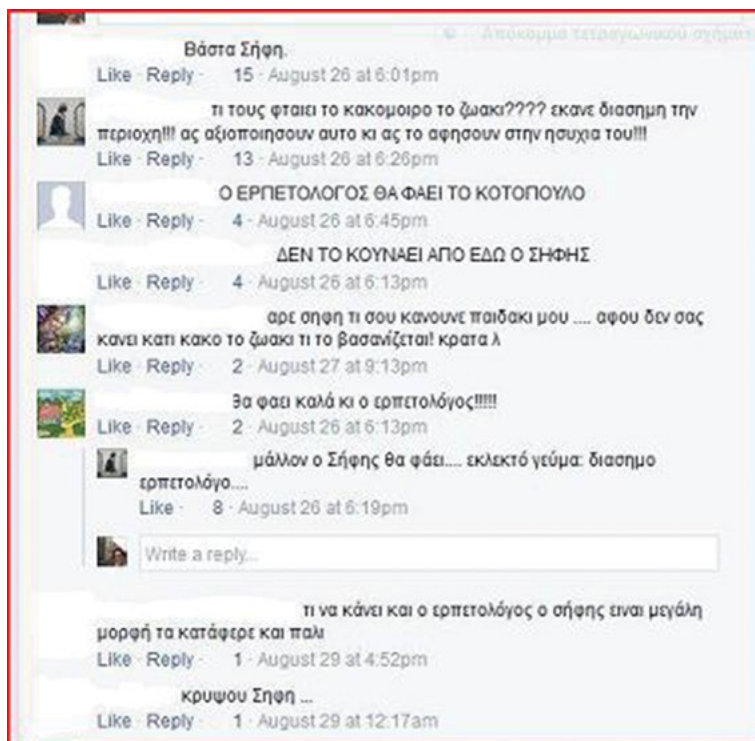 Απόκομμα τετραγωνικού σχήματ
Βάστα Σήφη.
Like · Reply · 15 · August 26 at 6:01pm
τι τους φταιει το κακομοιρο το ζωακι???? εκανε διασημη την
περιοχη!!! ας αξιοποιησουν αυτο κι ας το αφησουν στην ησυχια του!!!
Like · Reply · 13 · August 26 at 6:26pm
Ο ΕΡΠΕΤΟΛΟΓΟΣ ΘΑ ΦΑΕΙ ΤΟ ΚΟΤΟΠΟΥΛΟ
Like · Reply · 4 · August 26 at 6:45pm
ΔΕΝ ΤΟ ΚΟΥΝΑΕΙ ΑΠΟ ΕΔΩ Ο ΣΗΦΗΣ
Like · Reply · 4 · August 26 at 6:13pm
αρε σηφη τι σου κανουνε παιδακι μου .... αφου δεν σας
κανει κατι κακο το ζωακι τι το βασανίζεται! κρατα λ
Like · Reply · 2 · August 27 at 9:13pm
θα φαει καλά κι ο ερπετολόγος!!!!!
Like · Reply · 2 · August 26 at 6:13pm
μάλλον ο Σήφης θα φάει.... εκλεκτό γεύμα: διασημο
ερπετολόγο....
Like · 8 · August 26 at 6:19pm
Write a reply...
τι να κάνει και ο ερπετολόγος ο σήφης ειναι μεγάλη
μορφή τα κατάφερε και παλι
Like · Reply · 1 · August 29 at 4:52pm
κρυψου Σηφη ...
Like · Reply · 1 · August 29 at 12:17am